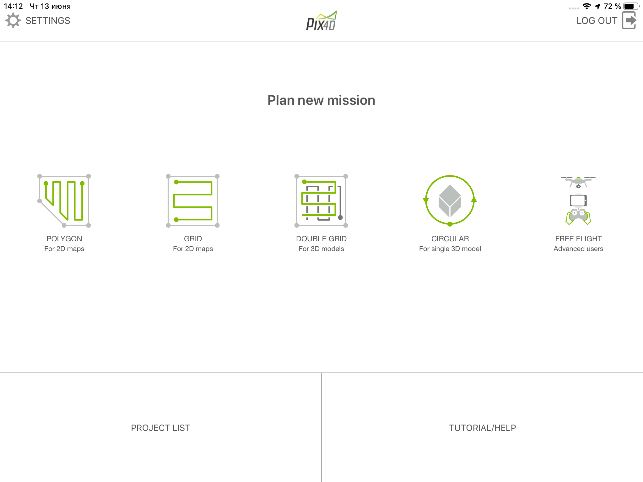 14:12 Чт 13 июня
72 %
SETTINGS
PIX4D
LOG OUT
Plan new mission
POLYGON
For 2D maps
GRID
For 2D maps
DOUBLE GRID
For 3D models
CIRCULAR
For single 3D model
FREE FLIGHT
Advanced users
PROJECT LIST
TUTORIAL/HELP